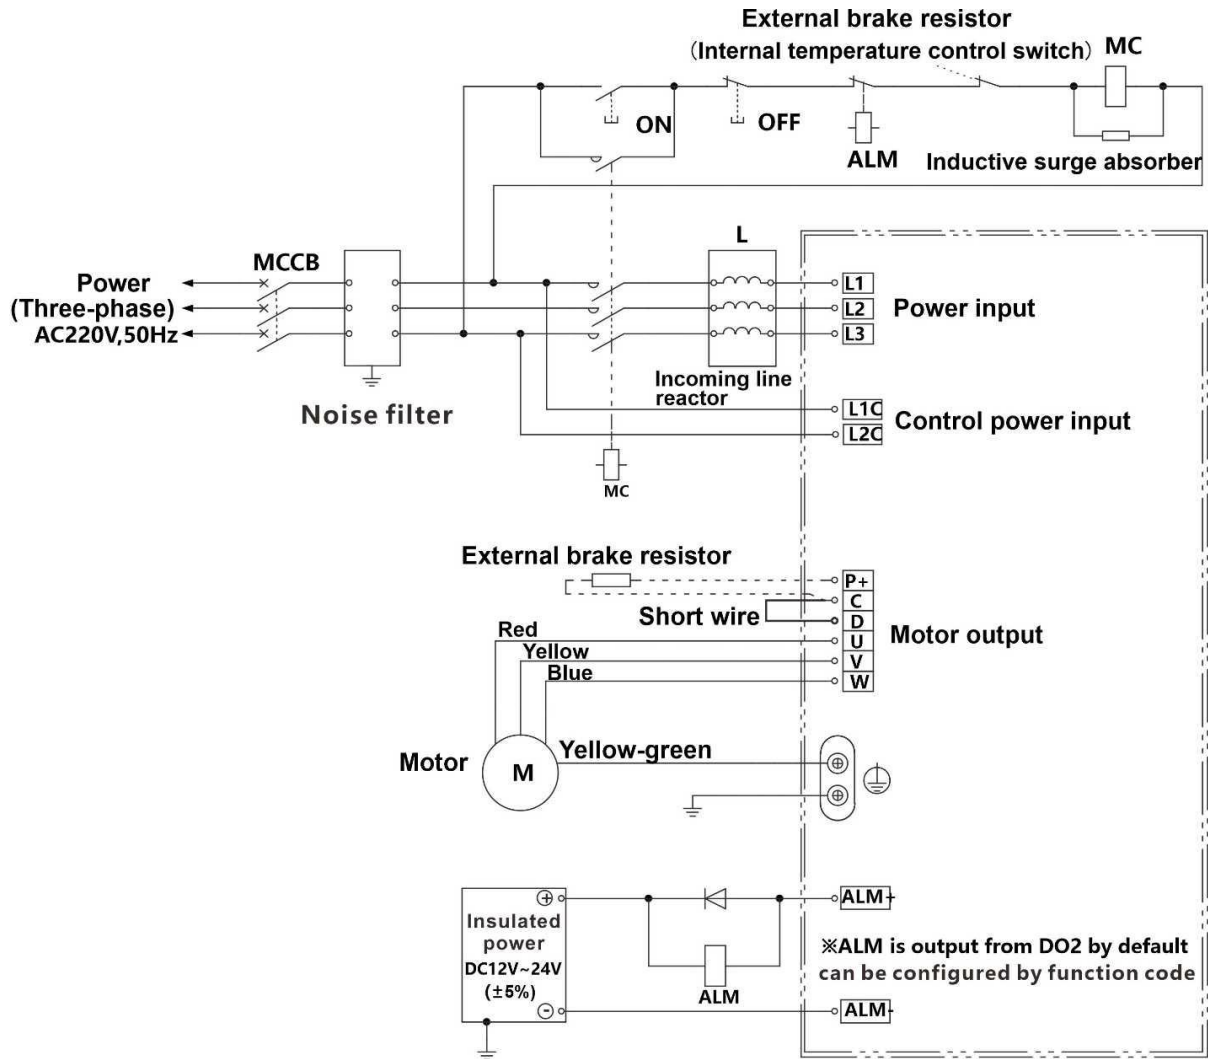 External brake resistor
（Internal temperature control switch）
MC
ON
OFF
ALM
Inductive surge absorber
L
MCCB
Power
(Three-phase)
AC220V,50Hz
L1
L2
L3
Power input
Incoming line
reactor
Noise filter
L1C
L2C
Control power input
MC
External brake resistor
P+
C
D
U
V
W
Short wire
Motor output
Red
Yellow
Blue
Motor
M
Yellow-green
Insulated
power
DC12V~24V
(±5%)
+
-
ALM
ALM+
※ALM is output from DO2 by default
can be configured by function code
ALM-